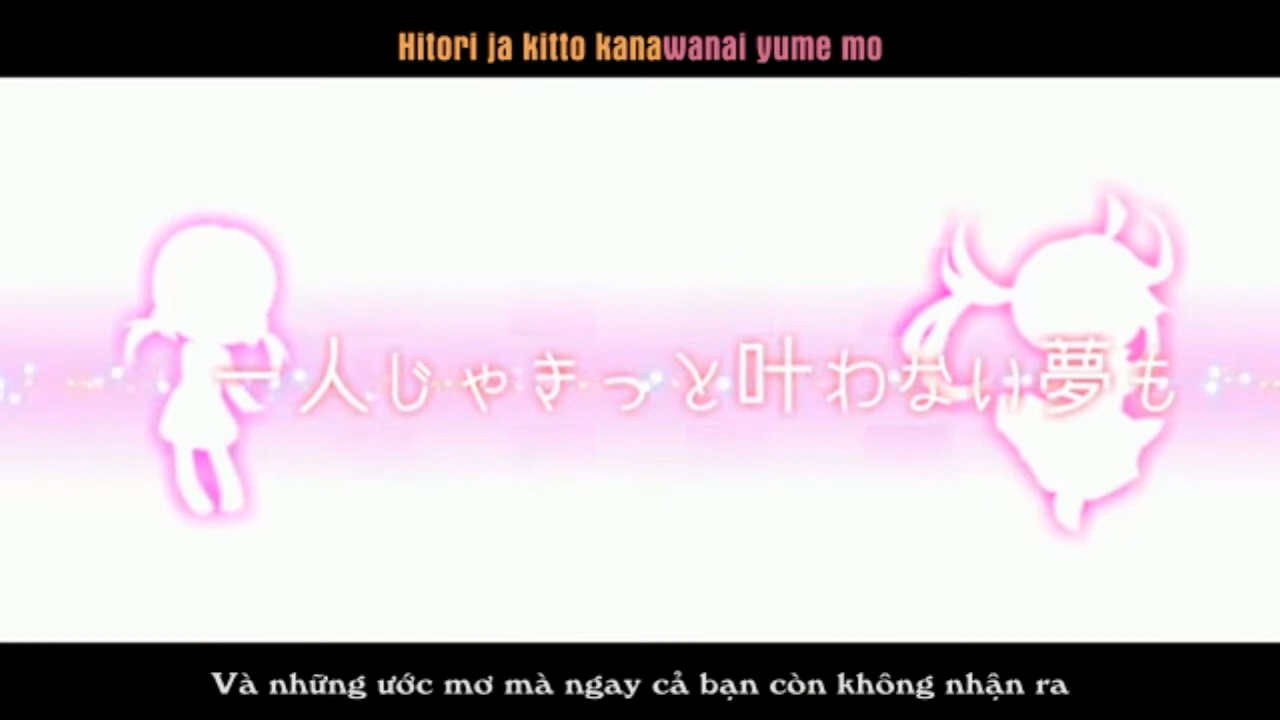 Hitori ja kitto kanawanai yume mo
一人じゃきっと叶わない夢も
Và những ước mơ mà ngay cả bạn còn không nhận ra